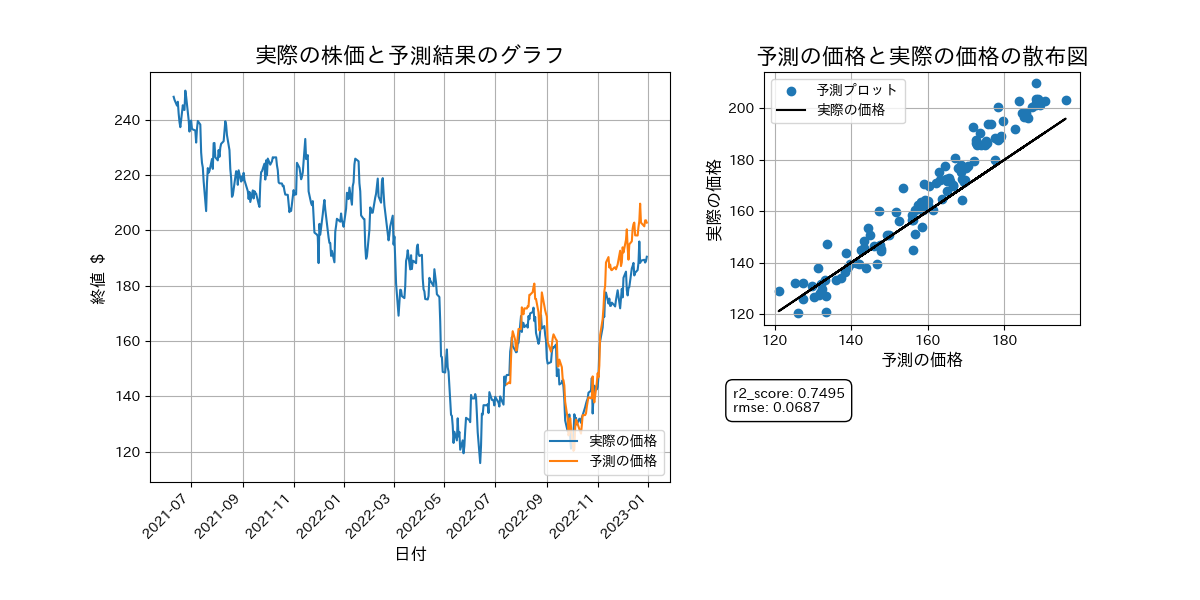 実際の株価と予測結果のグラフ
終値 $
240
220
200
180
160
140
120
2021-07
2021-09
2021-11
2022-01
2022-03
2022-05
2022-07
2022-09
2022-11
2023-01
日付
実際の価格
予測の価格
予測の価格と実際の価格の散布図
予測プロット
実際の価格
実際の価格
200
180
160
140
120
120
140
160
180
予測の価格
r2_score: 0.7495
rmse: 0.0687